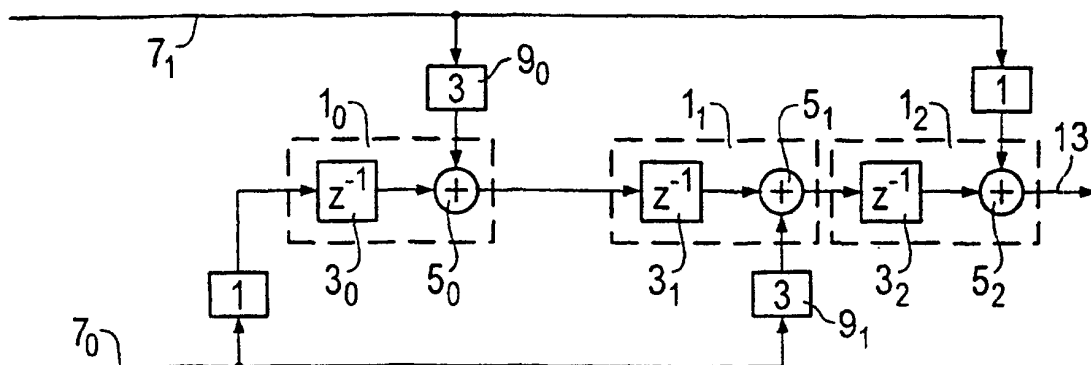 7₁
3 9₀ 1
1₀ 1₁ 5₁ 1₂ 13
z⁻¹ + z⁻¹ + z⁻¹ +
3₀ 5₀ 3₁ 3₂ 5₂
1 3 9₁
7₀